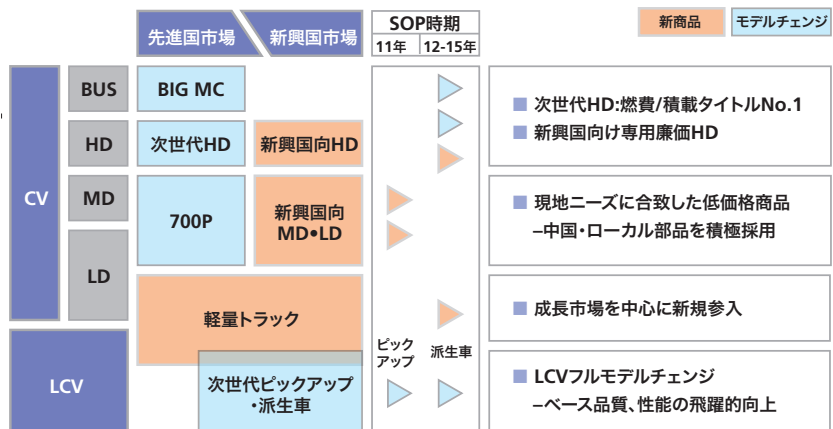 先進国市場
新興国市場
SOP時期
11年
12-15年
新商品
モデルチェンジ
CV
BUS
BIG MC
■ 次世代HD:燃費/積載タイトルNo.1
■ 新興国向け専用廉価HD
HD
次世代HD
新興国向HD
MD
700P
新興国向
MD•LD
■ 現地ニーズに合致した低価格商品
–中国・ローカル部品を積極採用
LD
軽量トラック
■ 成長市場を中心に新規参入
ピック
アップ
派生車
LCV
次世代ピックアップ
・派生車
■ LCVフルモデルチェンジ
–ベース品質、性能の飛躍的向上